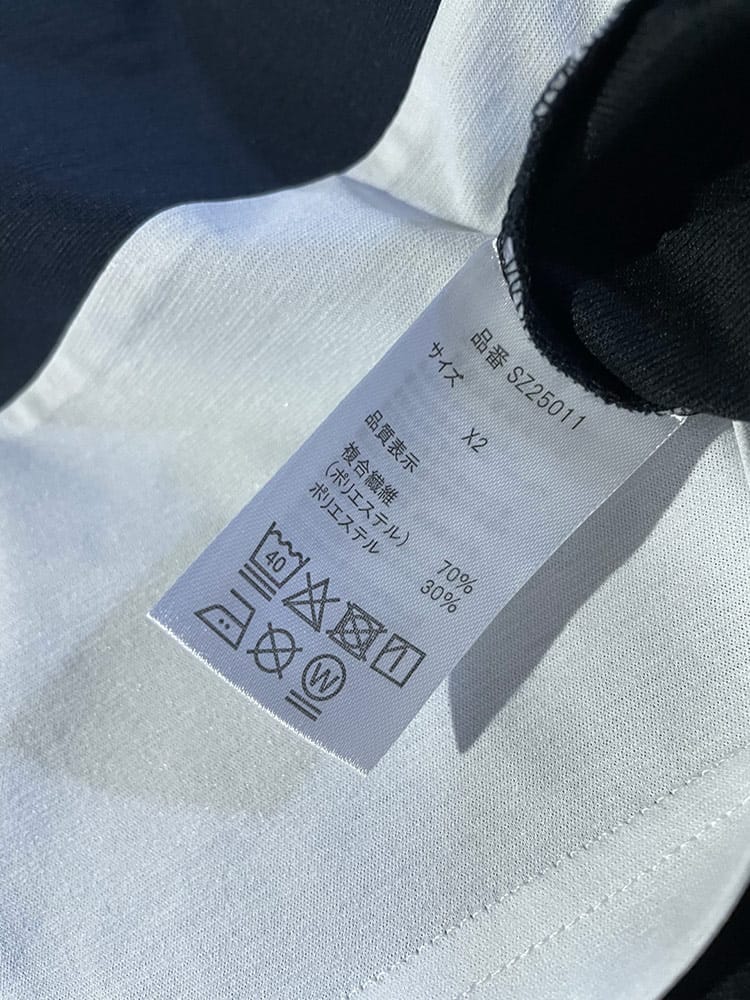 品番 SZ25011
サイズ
X2
品質表示
複合繊維
(ポリエステル) 70%
ポリエステル 30%
40
W